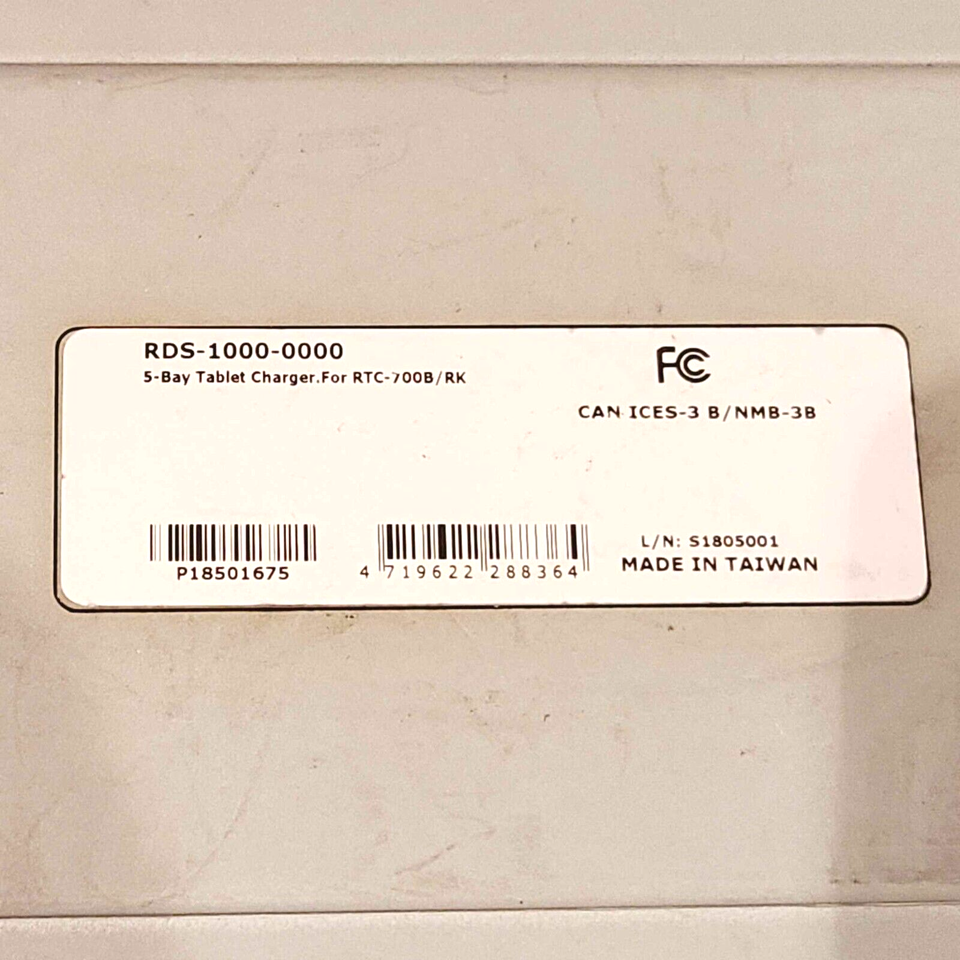 RDS-1000-0000
5-Bay Tablet Charger.For RTC-700B/RK
FC
CAN ICES-3 B/NMB-3B
P18501675
4 719622 288364
L/N: S1805001
MADE IN TAIWAN